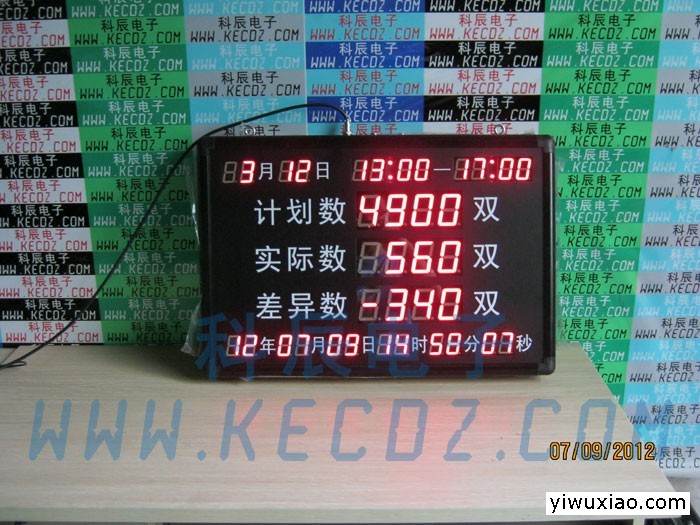 3月12日 13:00—17:00
计划数 4900 双
实际数 560 双
差异数 -340 双
12年07月09日14时50分07秒
科辰电子
WWW.KECDZ.COM
07/09/2012
yiwuxiao.com